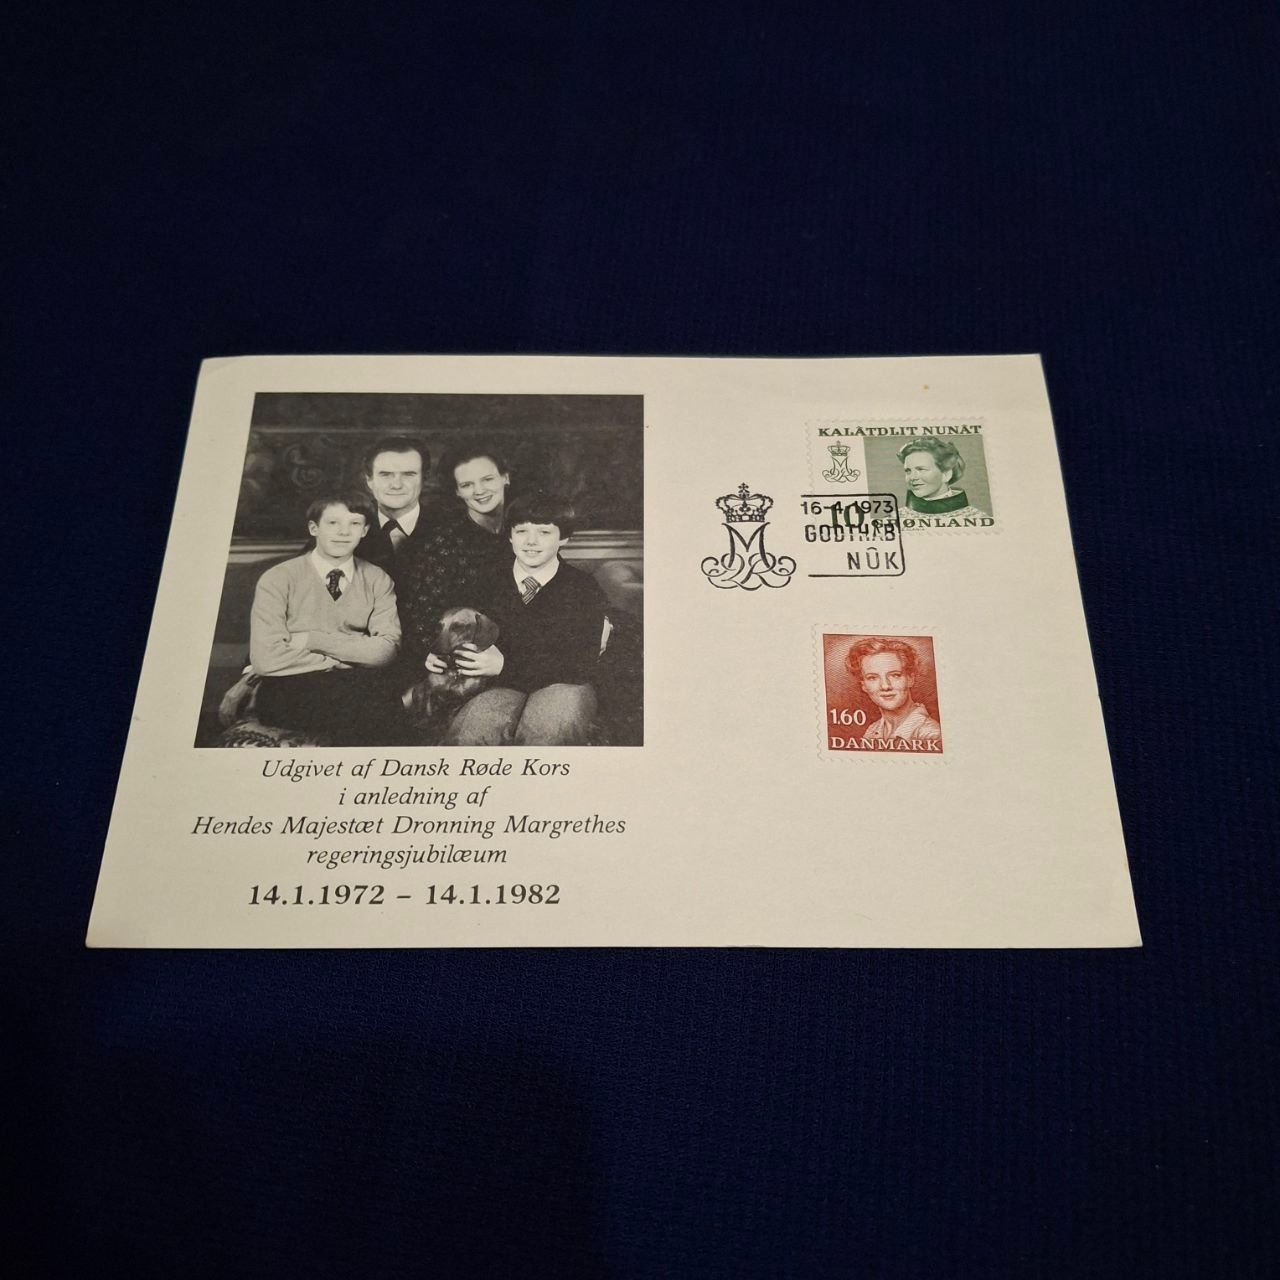 Udgivet af Dansk Røde Kors
i anledning af
Hendes Majestæt Dronning Margrethes
regeringsjubilæum
14.1.1972 – 14.1.1982
KALÂTDLIT NUNÂT
10
GRØNLAND
16-4.1973
GODTHÅB
NÛK
1.60
DANMARK